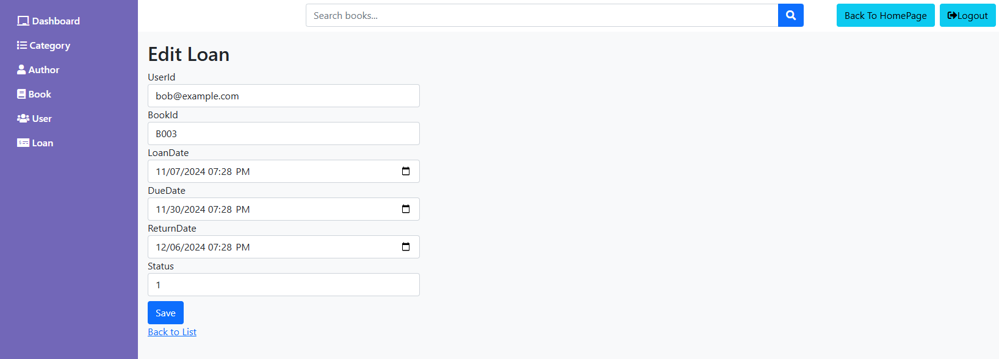 Dashboard
Category
Author
Book
User
Loan
Search books...
Back To HomePage
Logout
Edit Loan
UserId
bob@example.com
BookId
B003
LoanDate
11/07/2024 07:28 PM
DueDate
11/30/2024 07:28 PM
ReturnDate
12/06/2024 07:28 PM
Status
1
Save
Back to List